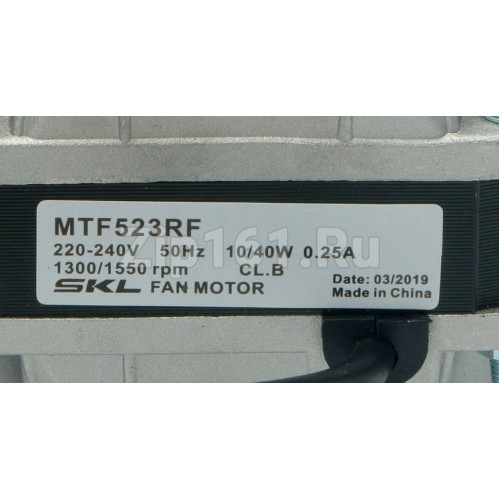 MTF523RF
220-240V 50Hz 10/40W 0.25A
1300/1550 rpm CL.B
SKL FAN MOTOR
Date: 03/2019
Made in China
Zip161.Ru